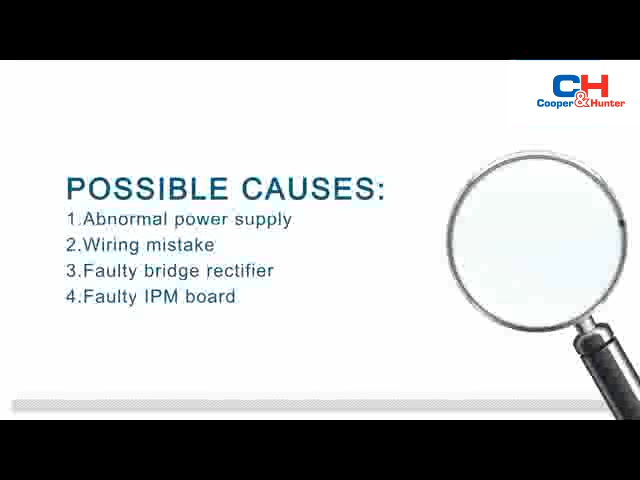 CH
Cooper&Hunter
POSSIBLE CAUSES:
1.Abnormal power supply
2.Wiring mistake
3.Faulty bridge rectifier
4.Faulty IPM board